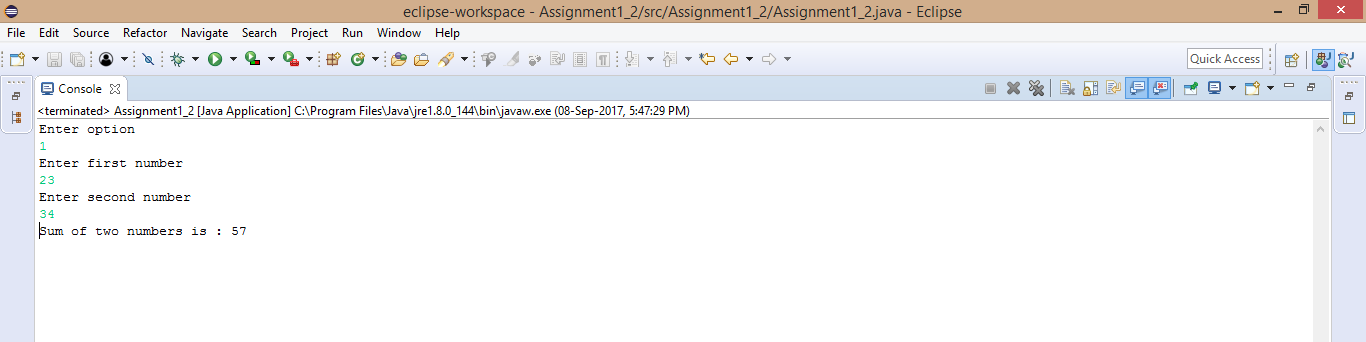 eclipse-workspace - Assignment1_2/src/Assignment1_2/Assignment1_2.java - Eclipse
File Edit Source Refactor Navigate Search Project Run Window Help
Quick Access
Console
<terminated> Assignment1_2 [Java Application] C:\Program Files\Java\jre1.8.0_144\bin\javaw.exe (08-Sep-2017, 5:47:29 PM)
Enter option
1
Enter first number
23
Enter second number
34
Sum of two numbers is : 57